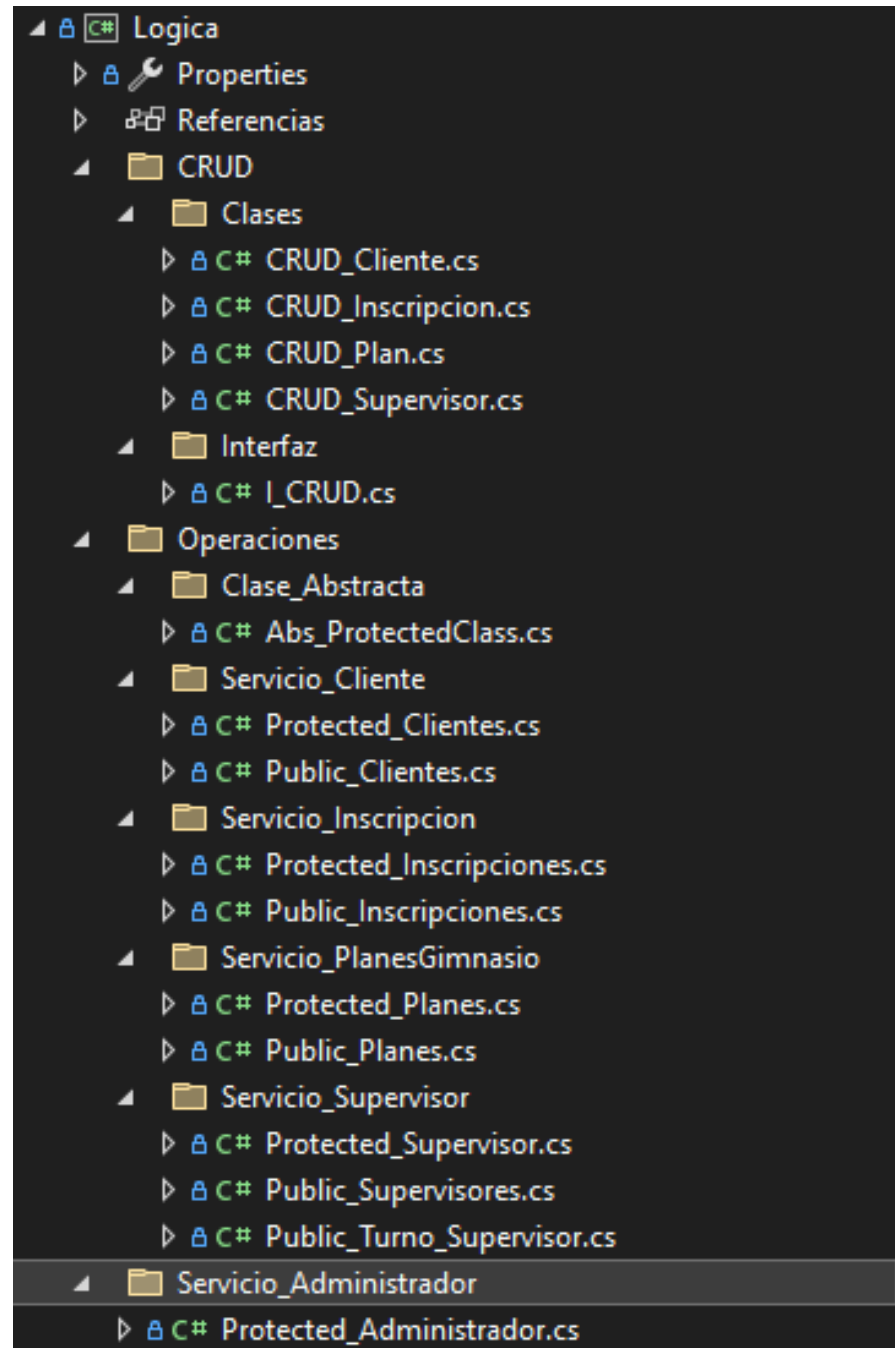 C# Logica
Properties
Referencias
CRUD
Clases
C# CRUD_Cliente.cs
C# CRUD_Inscripcion.cs
C# CRUD_Plan.cs
C# CRUD_Supervisor.cs
Interfaz
C# I_CRUD.cs
Operaciones
Clase_Abstracta
C# Abs_ProtectedClass.cs
Servicio_Cliente
C# Protected_Clientes.cs
C# Public_Clientes.cs
Servicio_Inscripcion
C# Protected_Inscripciones.cs
C# Public_Inscripciones.cs
Servicio_PlanesGimnasio
C# Protected_Planes.cs
C# Public_Planes.cs
Servicio_Supervisor
C# Protected_Supervisor.cs
C# Public_Supervisores.cs
C# Public_Turno_Supervisor.cs
Servicio_Administrador
C# Protected_Administrador.cs